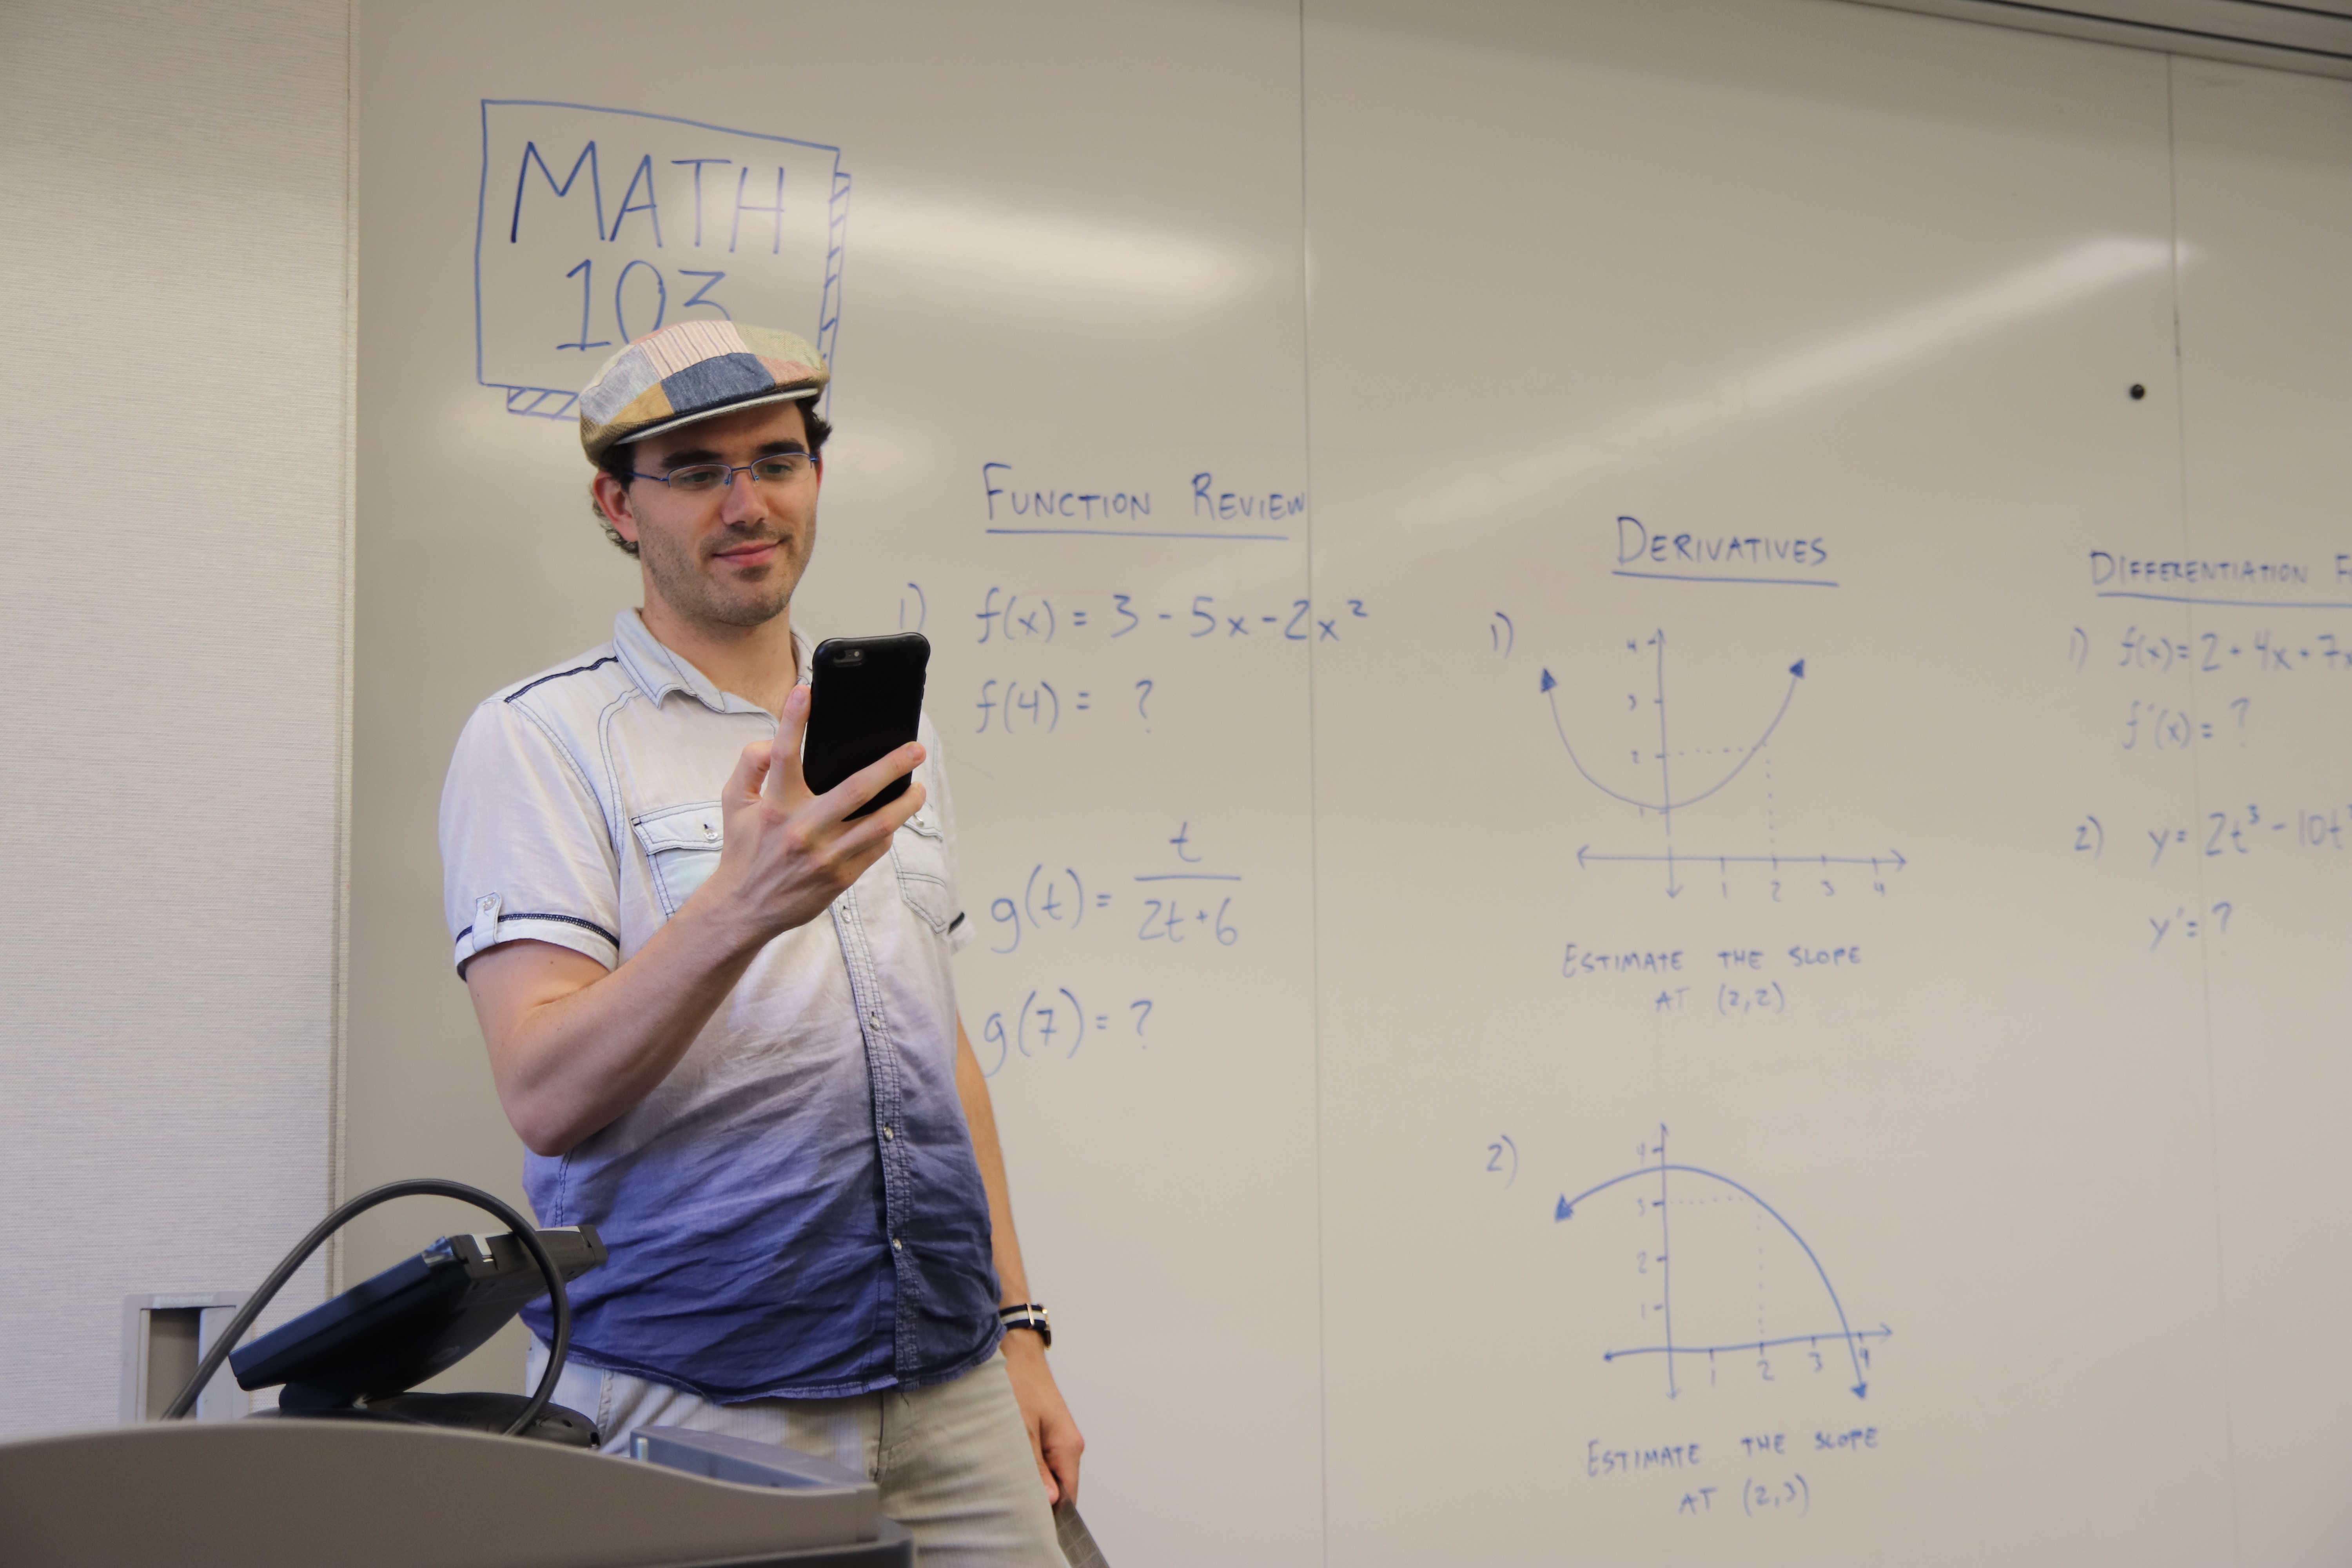 MATH
103
FUNCTION REVIEW
1) f(x) = 3 - 5x - 2x²
f(4) = ?
g(t) = t
2t+6
g(7) = ?
DERIVATIVES
1)
4
3
2
1
1 2 3 4
ESTIMATE THE SLOPE
AT (2,2)
2)
4
3
2
1
1 2 3 4
ESTIMATE THE SLOPE
AT (2,3)
DIFFERENTIATION
1) f(x) = 2 + 4x + 7x
f'(x) = ?
2) y = 2t³ - 10t
y' = ?